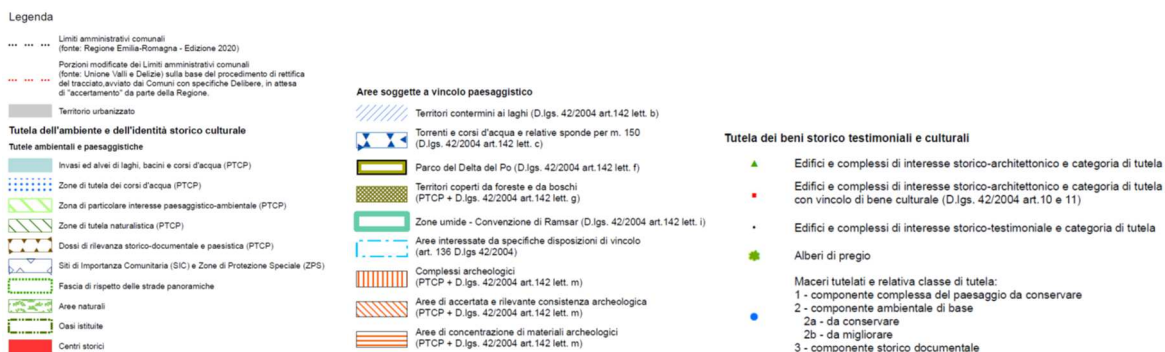 Legenda
Limiti amministrativi comunali
(fonte: Regione Emilia-Romagna - Edizione 2020)
Porzioni modificate dei Limiti amministrativi comunali
(fonte: Unione Valli e Delizie) sulla base del procedimento di rettifica
del tracciato,avviato dai Comuni con specifiche Delibere, in attesa
di "accertamento" da parte della Regione.
Territorio urbanizzato
Tutela dell'ambiente e dell'identità storico culturale
Tutele ambientali e paesaggistiche
Invasi ed alvei di laghi, bacini e corsi d'acqua (PTCP)
Zone di tutela dei corsi d'acqua (PTCP)
Zona di particolare interesse paesaggistico-ambientale (PTCP)
Zone di tutela naturalistica (PTCP)
Dossi di rilevanza storico-documentale e paesistica (PTCP)
Siti di Importanza Comunitaria (SIC) e Zone di Protezione Speciale (ZPS)
Fascia di rispetto delle strade panoramiche
Aree naturali
Oasi istituite
Centri storici
Aree soggette a vincolo paesaggistico
Territori contermini ai laghi (D.lgs. 42/2004 art.142 lett. b)
Torrenti e corsi d'acqua e relative sponde per m. 150
(D.lgs. 42/2004 art.142 lett. c)
Parco del Delta del Po (D.lgs. 42/2004 art.142 lett. f)
Territori coperti da foreste e da boschi
(PTCP + D.lgs. 42/2004 art.142 lett. g)
Zone umide - Convenzione di Ramsar (D.lgs. 42/2004 art.142 lett. i)
Aree interessate da specifiche disposizioni di vincolo
(art. 136 D.lgs 42/2004)
Complessi archeologici
(PTCP + D.lgs. 42/2004 art.142 lett. m)
Aree di accertata e rilevante consistenza archeologica
(PTCP + D.lgs. 42/2004 art.142 lett. m)
Aree di concentrazione di materiali archeologici
(PTCP + D.lgs. 42/2004 art.142 lett. m)
Tutela dei beni storico testimoniali e culturali
Edifici e complessi di interesse storico-architettonico e categoria di tutela
Edifici e complessi di interesse storico-architettonico e categoria di tutela
con vincolo di bene culturale (D.lgs. 42/2004 art.10 e 11)
Edifici e complessi di interesse storico-testimoniale e categoria di tutela
Alberi di pregio
Maceri tutelati e relativa classe di tutela:
1 - componente complessa del paesaggio da conservare
2 - componente ambientale di base
2a - da conservare
2b - da migliorare
3 - componente storico documentale